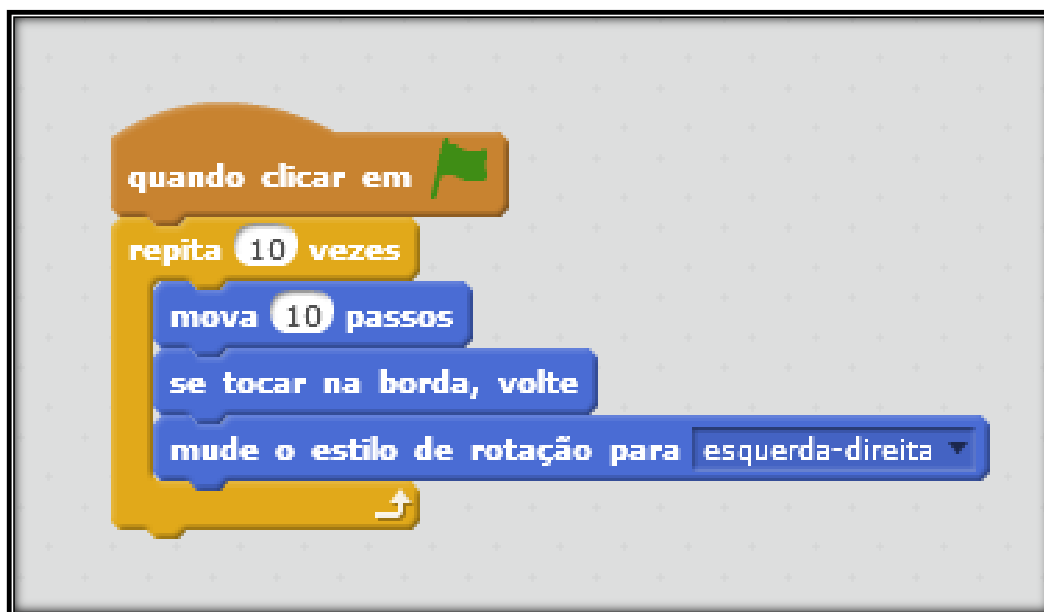 quando clicar em
repita 10 vezes
mova 10 passos
se tocar na borda, volte
mude o estilo de rotação para esquerda-direita